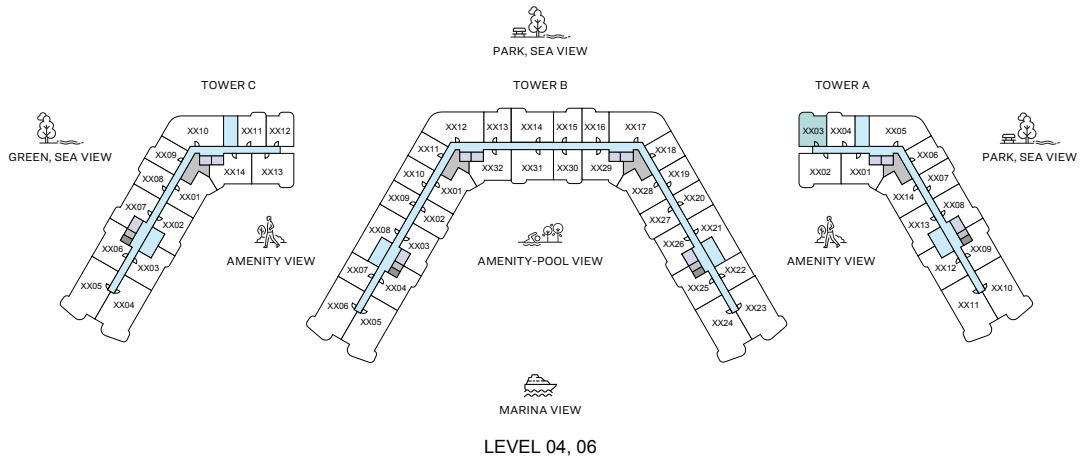 PARK, SEA VIEW
TOWER C
TOWER B
TOWER A
GREEN, SEA VIEW
PARK, SEA VIEW
XX10
XX11
XX12
XX09
XX08
XX07
XX06
XX05
XX04
XX03
XX02
XX01
XX14
XX13
XX12
XX13
XX14
XX15
XX16
XX17
XX11
XX10
XX09
XX08
XX07
XX06
XX05
XX04
XX03
XX02
XX01
XX32
XX31
XX30
XX29
XX28
XX27
XX26
XX25
XX24
XX23
XX22
XX21
XX20
XX19
XX18
XX03
XX04
XX05
XX02
XX01
XX06
XX07
XX08
XX09
XX10
XX11
XX12
XX13
XX14
AMENITY VIEW
AMENITY-POOL VIEW
AMENITY VIEW
MARINA VIEW
LEVEL 04, 06